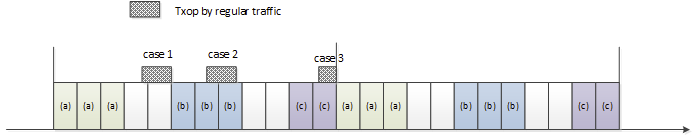 Txop by regular traffic
case 1 case 2 case 3
(a) (a) (a) (b) (b) (b) (c) (c) (a) (a) (a) (b) (b) (b) (c) (c)